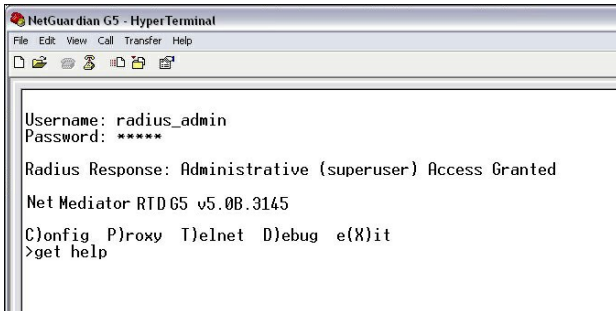 NetGuardian G5 - HyperTerminal
File Edit View Call Transfer Help
Username: radius_admin
Password: *****
Radius Response: Administrative (superuser) Access Granted
Net Mediator RTD G5 v5.0B.3145
C)onfig P)roxy T)elnet D)ebug e(X)it
>get help